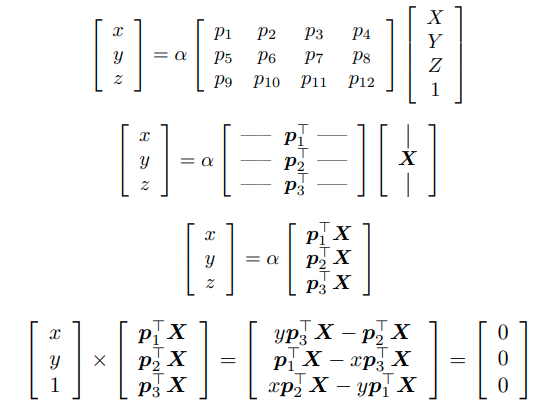 [ x y z ]ᵀ = α [ p₁ p₂ p₃ p₄ ; p₅ p₆ p₇ p₈ ; p₉ p₁₀ p₁₁ p₁₂ ] [ X Y Z 1 ]ᵀ
[ x y z ]ᵀ = α [ — p₁⊤ — ; — p₂⊤ — ; — p₃⊤ — ] [ | X | ]ᵀ
[ x y z ]ᵀ = α [ p₁⊤X ; p₂⊤X ; p₃⊤X ]
[ x y 1 ]ᵀ × [ p₁⊤X ; p₂⊤X ; p₃⊤X ] = [ yp₃⊤X − p₂⊤X ; p₁⊤X − xp₃⊤X ; xp₂⊤X − yp₁⊤X ] = [ 0 ; 0 ; 0 ]